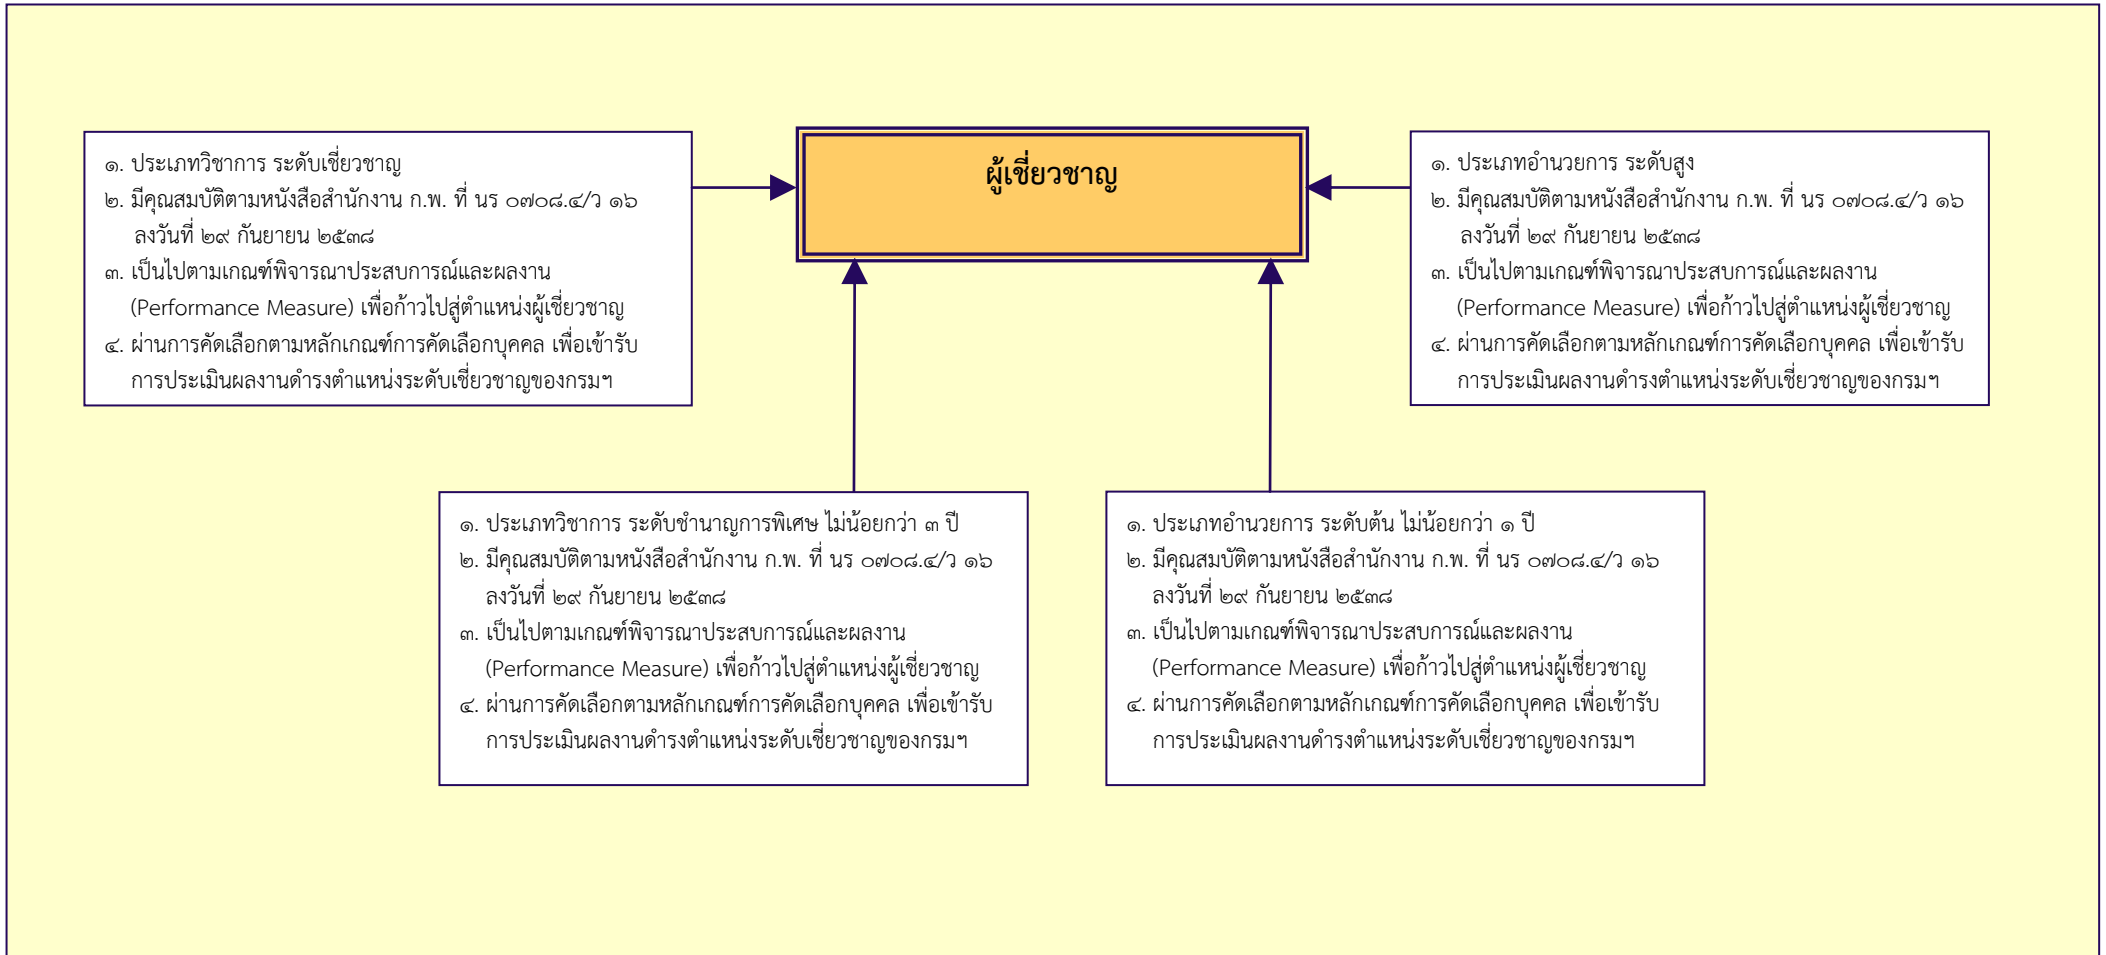 ผู้เชี่ยวชาญ
๑. ประเภทวิชาการ ระดับเชี่ยวชาญ
๒. มีคุณสมบัติตามหนังสือสำนักงาน ก.พ. ที่ นร ๐๗๐๘.๔/ว ๑๖
ลงวันที่ ๒๙ กันยายน ๒๕๓๘
๓. เป็นไปตามเกณฑ์พิจารณาประสบการณ์และผลงาน
(Performance Measure) เพื่อก้าวไปสู่ตำแหน่งผู้เชี่ยวชาญ
๔. ผ่านการคัดเลือกตามหลักเกณฑ์การคัดเลือกบุคคล เพื่อเข้ารับ
การประเมินผลงานดำรงตำแหน่งระดับเชี่ยวชาญของกรมฯ
๑. ประเภทอำนวยการ ระดับสูง
๒. มีคุณสมบัติตามหนังสือสำนักงาน ก.พ. ที่ นร ๐๗๐๘.๔/ว ๑๖
ลงวันที่ ๒๙ กันยายน ๒๕๓๘
๓. เป็นไปตามเกณฑ์พิจารณาประสบการณ์และผลงาน
(Performance Measure) เพื่อก้าวไปสู่ตำแหน่งผู้เชี่ยวชาญ
๔. ผ่านการคัดเลือกตามหลักเกณฑ์การคัดเลือกบุคคล เพื่อเข้ารับ
การประเมินผลงานดำรงตำแหน่งระดับเชี่ยวชาญของกรมฯ
๑. ประเภทวิชาการ ระดับชำนาญการพิเศษ ไม่น้อยกว่า ๓ ปี
๒. มีคุณสมบัติตามหนังสือสำนักงาน ก.พ. ที่ นร ๐๗๐๘.๔/ว ๑๖
ลงวันที่ ๒๙ กันยายน ๒๕๓๘
๓. เป็นไปตามเกณฑ์พิจารณาประสบการณ์และผลงาน
(Performance Measure) เพื่อก้าวไปสู่ตำแหน่งผู้เชี่ยวชาญ
๔. ผ่านการคัดเลือกตามหลักเกณฑ์การคัดเลือกบุคคล เพื่อเข้ารับ
การประเมินผลงานดำรงตำแหน่งระดับเชี่ยวชาญของกรมฯ
๑. ประเภทอำนวยการ ระดับต้น ไม่น้อยกว่า ๑ ปี
๒. มีคุณสมบัติตามหนังสือสำนักงาน ก.พ. ที่ นร ๐๗๐๘.๔/ว ๑๖
ลงวันที่ ๒๙ กันยายน ๒๕๓๘
๓. เป็นไปตามเกณฑ์พิจารณาประสบการณ์และผลงาน
(Performance Measure) เพื่อก้าวไปสู่ตำแหน่งผู้เชี่ยวชาญ
๔. ผ่านการคัดเลือกตามหลักเกณฑ์การคัดเลือกบุคคล เพื่อเข้ารับ
การประเมินผลงานดำรงตำแหน่งระดับเชี่ยวชาญของกรมฯ